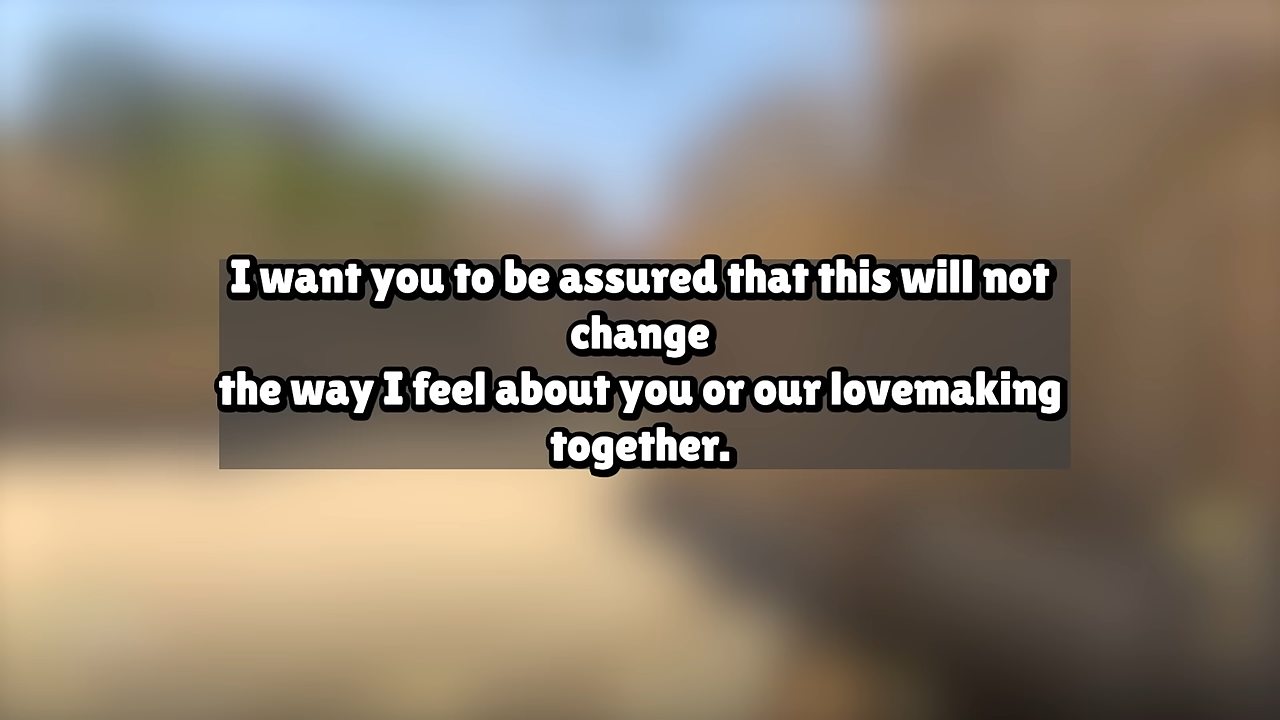 I want you to be assured that this will not
change
the way I feel about you or our lovemaking
together.